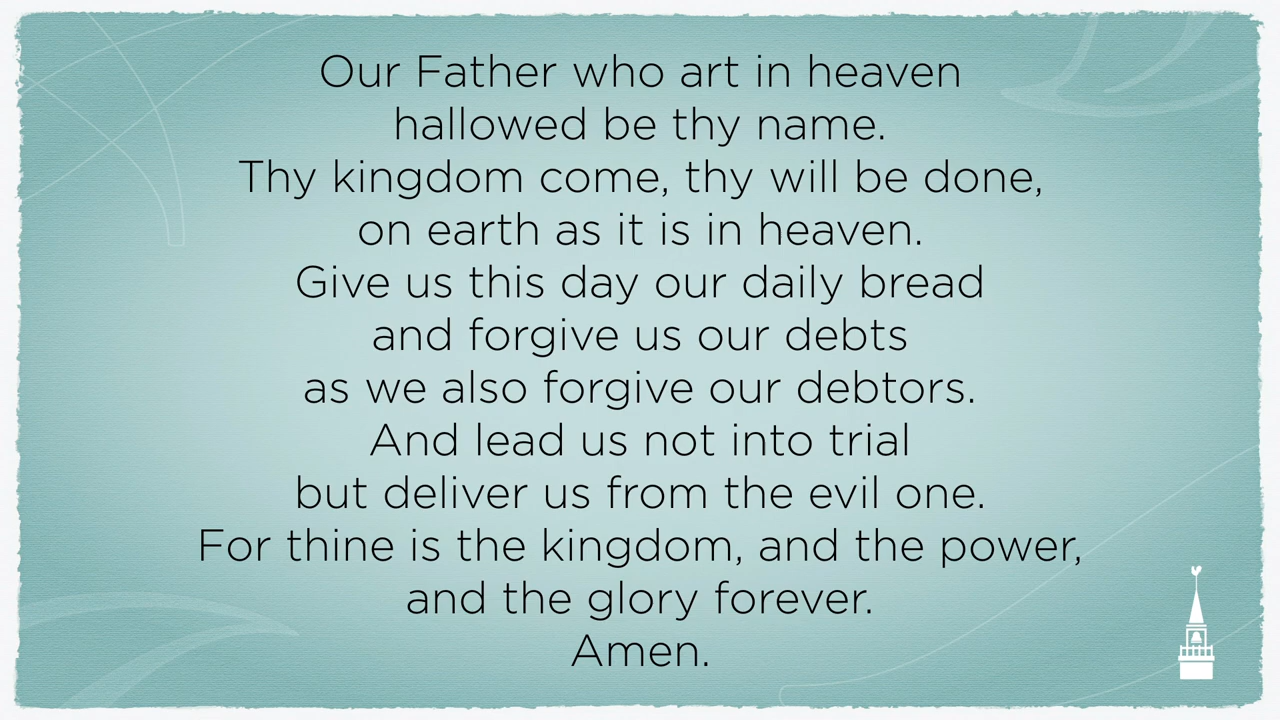 Our Father who art in heaven
hallowed be thy name.
Thy kingdom come, thy will be done,
on earth as it is in heaven.
Give us this day our daily bread
and forgive us our debts
as we also forgive our debtors.
And lead us not into trial
but deliver us from the evil one.
For thine is the kingdom, and the power,
and the glory forever.
Amen.